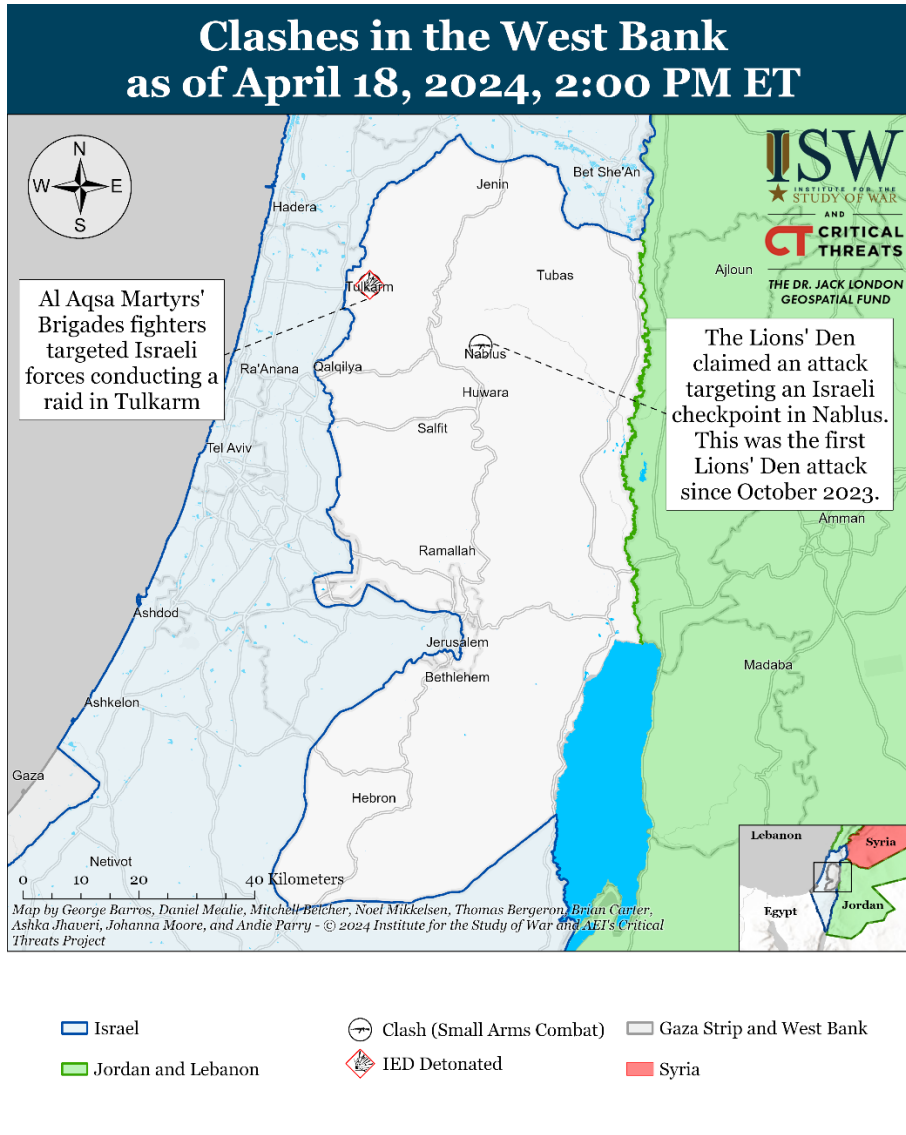 Clashes in the West Bank
as of April 18, 2024, 2:00 PM ET
N
W
E
S
ISW
INSTITUTE FOR THE
STUDY OF WAR
AND
CT CRITICAL
THREATS
THE DR. JACK LONDON
GEOSPATIAL FUND
Jenin
Bet She'An
Hadera
Ajloun
Tubas
Tulkarm
Al Aqsa Martyrs'
Brigades fighters
targeted Israeli
forces conducting a
raid in Tulkarm
The Lions' Den
claimed an attack
targeting an Israeli
checkpoint in Nablus.
This was the first
Lions' Den attack
since October 2023.
Nablus
Ra'Anana
Qalqilya
Huwara
Salfit
Tel Aviv
Amman
Ramallah
Ashdod
Jerusalem
Madaba
Bethlehem
Ashkelon
Gaza
Hebron
Netivot
Lebanon
Syria
Egypt
Jordan
0 10 20 40 Kilometers
Map by George Barros, Daniel Mealie, Mitchell Belcher, Noel Mikkelsen, Thomas Bergeron, Brian Carter,
Ashka Jhaveri, Johanna Moore, and Andie Parry - © 2024 Institute for the Study of War and AEI's Critical
Threats Project
Israel
Clash (Small Arms Combat)
Gaza Strip and West Bank
Jordan and Lebanon
IED Detonated
Syria